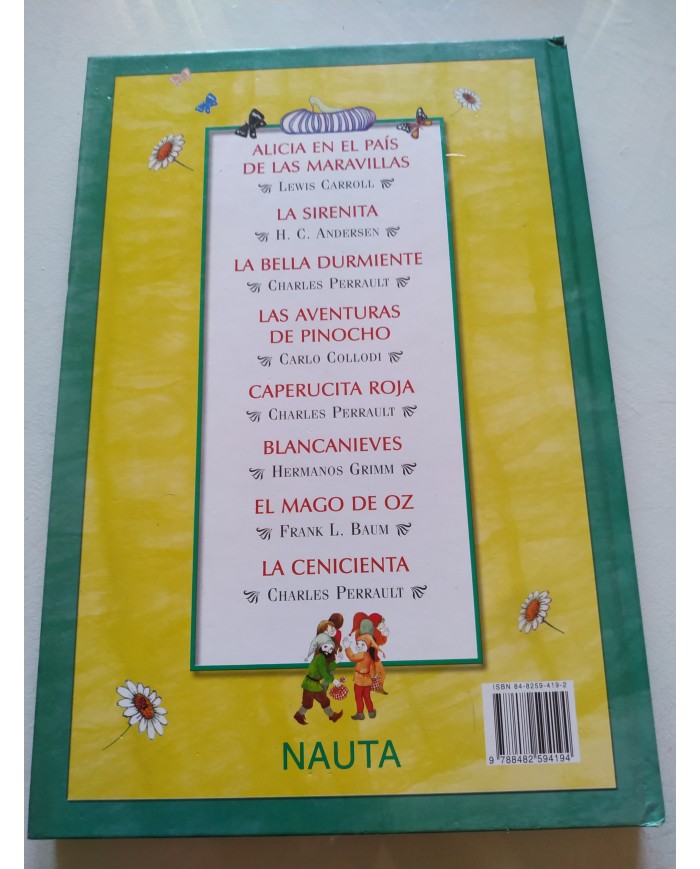 ALICIA EN EL PAÍS
DE LAS MARAVILLAS
LEWIS CARROLL
LA SIRENITA
H. C. ANDERSEN
LA BELLA DURMIENTE
CHARLES PERRAULT
LAS AVENTURAS
DE PINOCHO
CARLO COLLODI
CAPERUCITA ROJA
CHARLES PERRAULT
BLANCANIEVES
HERMANOS GRIMM
EL MAGO DE OZ
FRANK L. BAUM
LA CENICIENTA
CHARLES PERRAULT
ISBN 84-8259-419-2
9 788482 594194
NAUTA